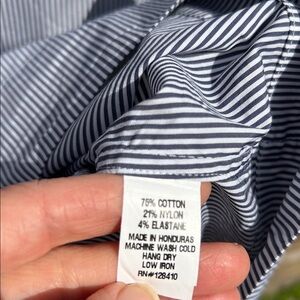 75% COTTON
21% NYLON
4% ELASTANE
MADE IN HONDURAS
MACHINE WASH COLD
HANG DRY
LOW IRON
RN#128410